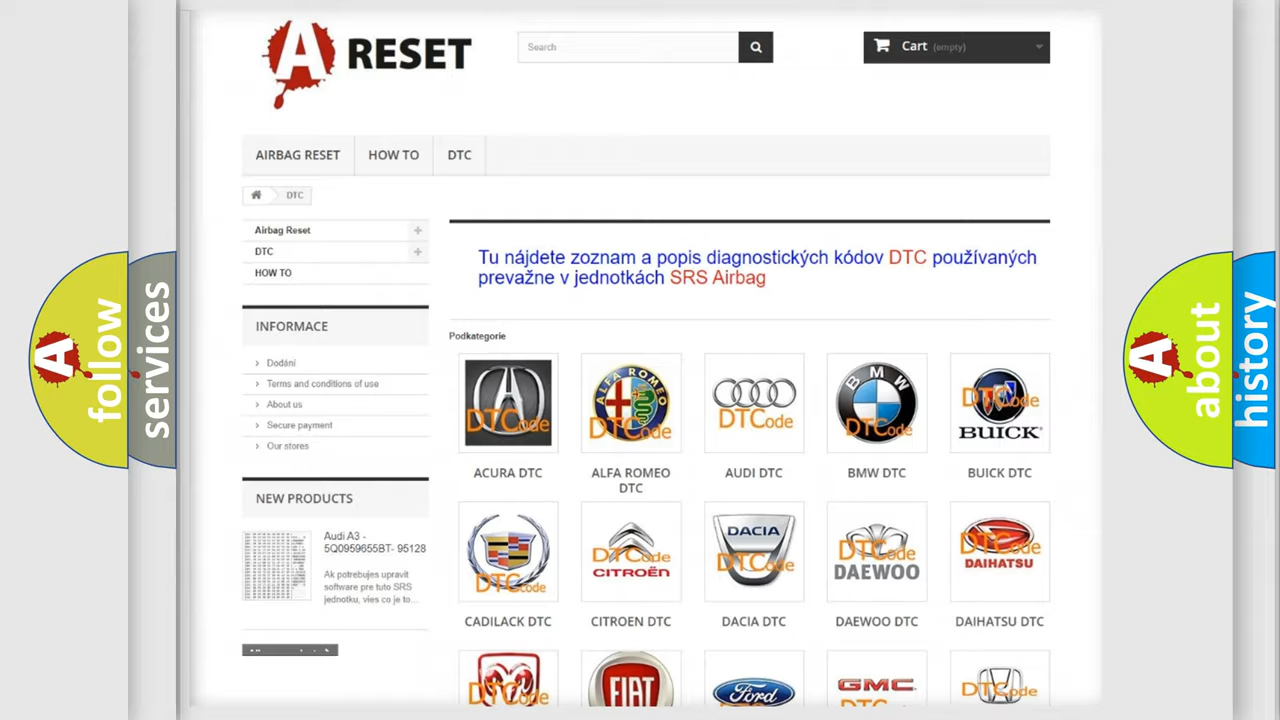 A RESET
Search
Cart (empty)
AIRBAG RESET
HOW TO
DTC
DTC
Airbag Reset
DTC
HOW TO
INFORMACE
Dodání
Terms and conditions of use
About us
Secure payment
Our stores
NEW PRODUCTS
Audi A3 -
5Q0959655BT- 95128
Ak potrebujes upravit
software pre tuto SRS
jednotku, vies co je to...
Tu nájdete zoznam a popis diagnostických kódov DTC používaných
prevažne v jednotkách SRS Airbag
Podkategorie
DTCode
ALFA ROMEO
DTCode
DTCode
BMW
DTCode
DTCode
BUICK
ACURA DTC
ALFA ROMEO
DTC
AUDI DTC
BMW DTC
BUICK DTC
DTCode
DTCode
CITROËN
DACIA
DTCode
DTCode
DAEWOO
DTCode
DAIHATSU
CADILACK DTC
CITROEN DTC
DACIA DTC
DAEWOO DTC
DAIHATSU DTC
DTCode
FIAT
Ford
GMC
DTCode
A follow
services
A about
history